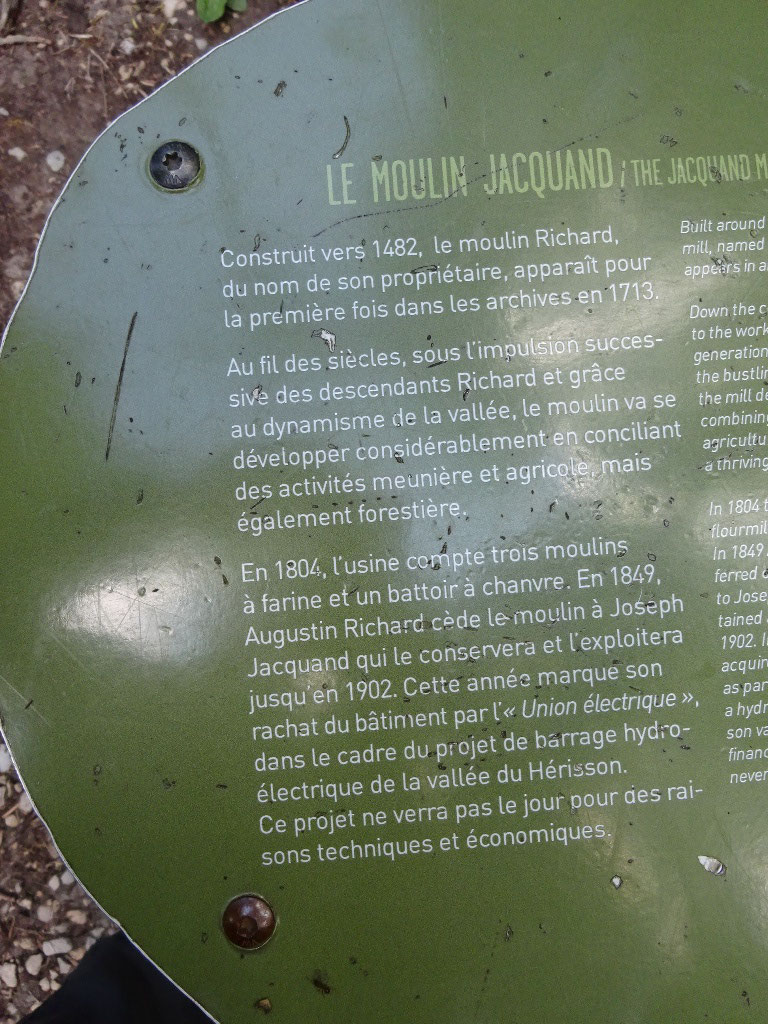 LE MOULIN JACQUAND / THE JACQUAND M
Construit vers 1482, le moulin Richard,
du nom de son propriétaire, apparaît pour
la première fois dans les archives en 1713.
Au fil des siècles, sous l'impulsion succes-
sive des descendants Richard et grâce
au dynamisme de la vallée, le moulin va se
développer considérablement en conciliant
des activités meunière et agricole, mais
également forestière.
En 1804, l'usine compte trois moulins
à farine et un battoir à chanvre. En 1849,
Augustin Richard cède le moulin à Joseph
Jacquand qui le conservera et l'exploitera
jusqu'en 1902. Cette année marque son
rachat du bâtiment par l'« Union électrique »,
dans le cadre du projet de barrage hydro-
électrique de la vallée du Hérisson.
Ce projet ne verra pas le jour pour des rai-
sons techniques et économiques.
Built around
mill, named
appears in a
Down the c
to the work
generation
the bustlin
the mill de
combining
agricultu
a thriving
In 1804 t
flourmil
In 1849,
ferred o
to Jose
tained
1902. I
acquire
as par
a hydr
son va
financ
never